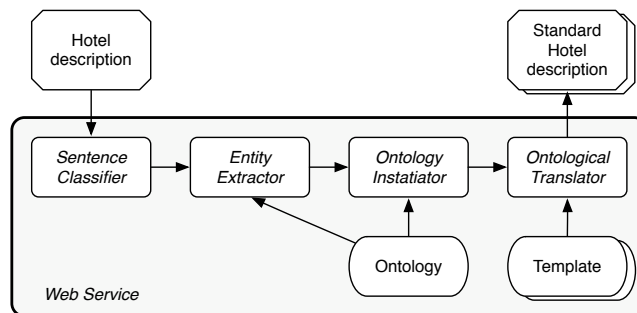 Hotel
description
Standard
Hotel
description
Sentence
Classifier
Entity
Extractor
Ontology
Instatiator
Ontological
Translator
Ontology
Template
Web Service